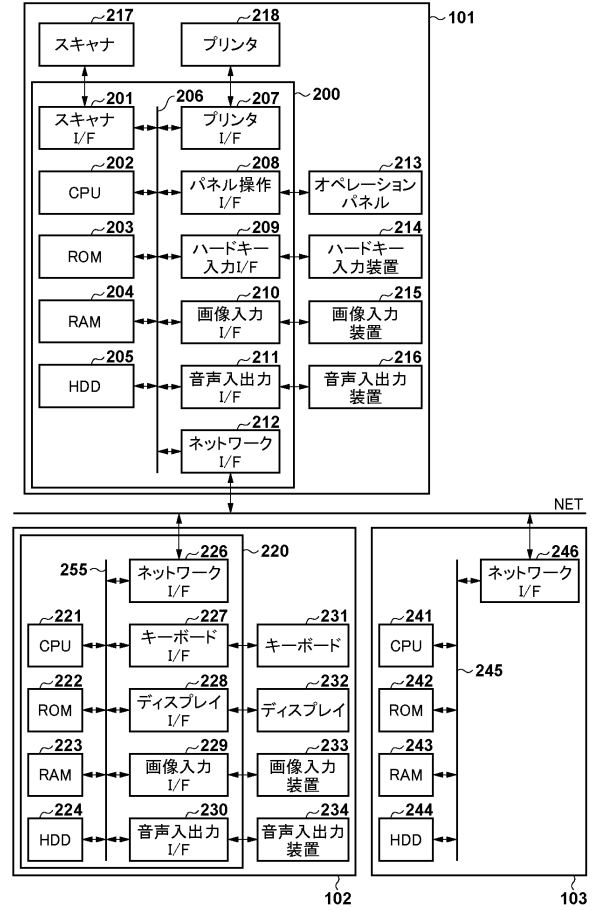 217
スキャナ
218
プリンタ
101
200
201
スキャナ
I/F
206
207
プリンタ
I/F
202
CPU
208
パネル操作
I/F
213
オペレーション
パネル
203
ROM
209
ハードキー
入力I/F
214
ハードキー
入力装置
204
RAM
210
画像入力
I/F
215
画像入力
装置
205
HDD
211
音声入出力
I/F
216
音声入出力
装置
212
ネットワーク
I/F
NET
255
226
ネットワーク
I/F
220
221
CPU
227
キーボード
I/F
231
キーボード
222
ROM
228
ディスプレイ
I/F
232
ディスプレイ
223
RAM
229
画像入力
I/F
233
画像入力
装置
224
HDD
230
音声入出力
I/F
234
音声入出力
装置
102
246
ネットワーク
I/F
241
CPU
245
242
ROM
243
RAM
244
HDD
103